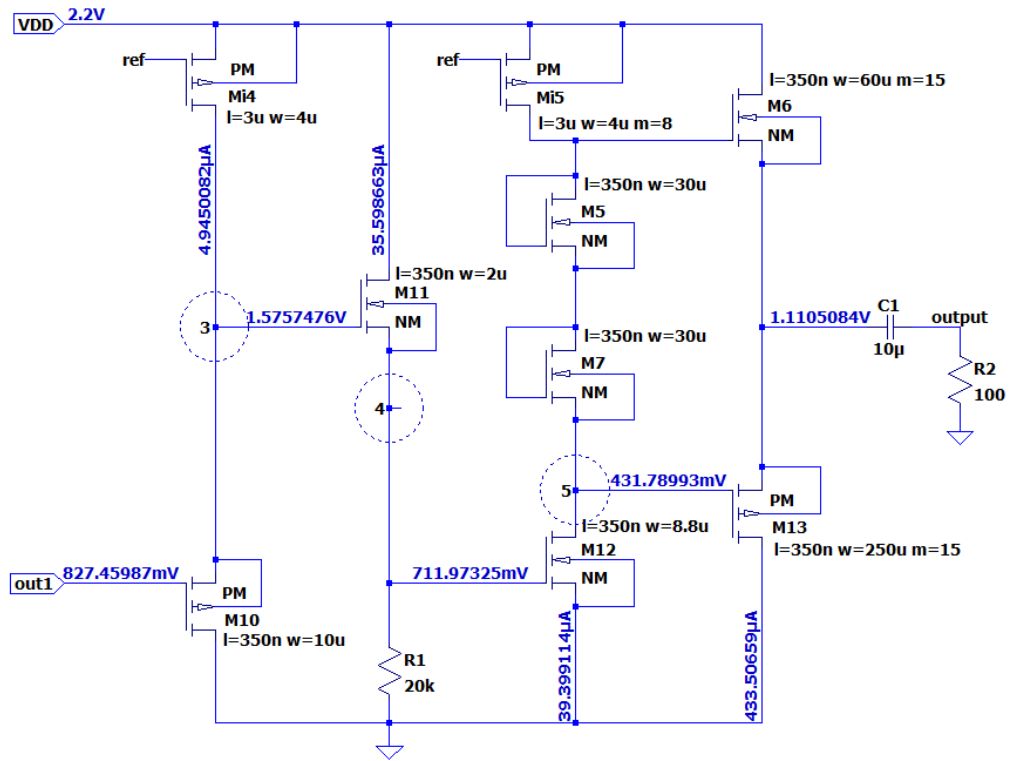 VDD
2.2V
ref
PM
Mi4
l=3u w=4u
ref
PM
Mi5
l=3u w=4u m=8
l=350n w=60u m=15
M6
NM
4.9450082µA
35.598663µA
l=350n w=30u
M5
NM
l=350n w=2u
M11
NM
3
1.5757476V
l=350n w=30u
M7
NM
1.1105084V
C1
10µ
output
R2
100
4
5
431.78993mV
PM
M13
l=350n w=250u m=15
l=350n w=8.8u
M12
NM
out1
827.45987mV
PM
M10
l=350n w=10u
711.97325mV
R1
20k
39.399114µA
433.50659µA